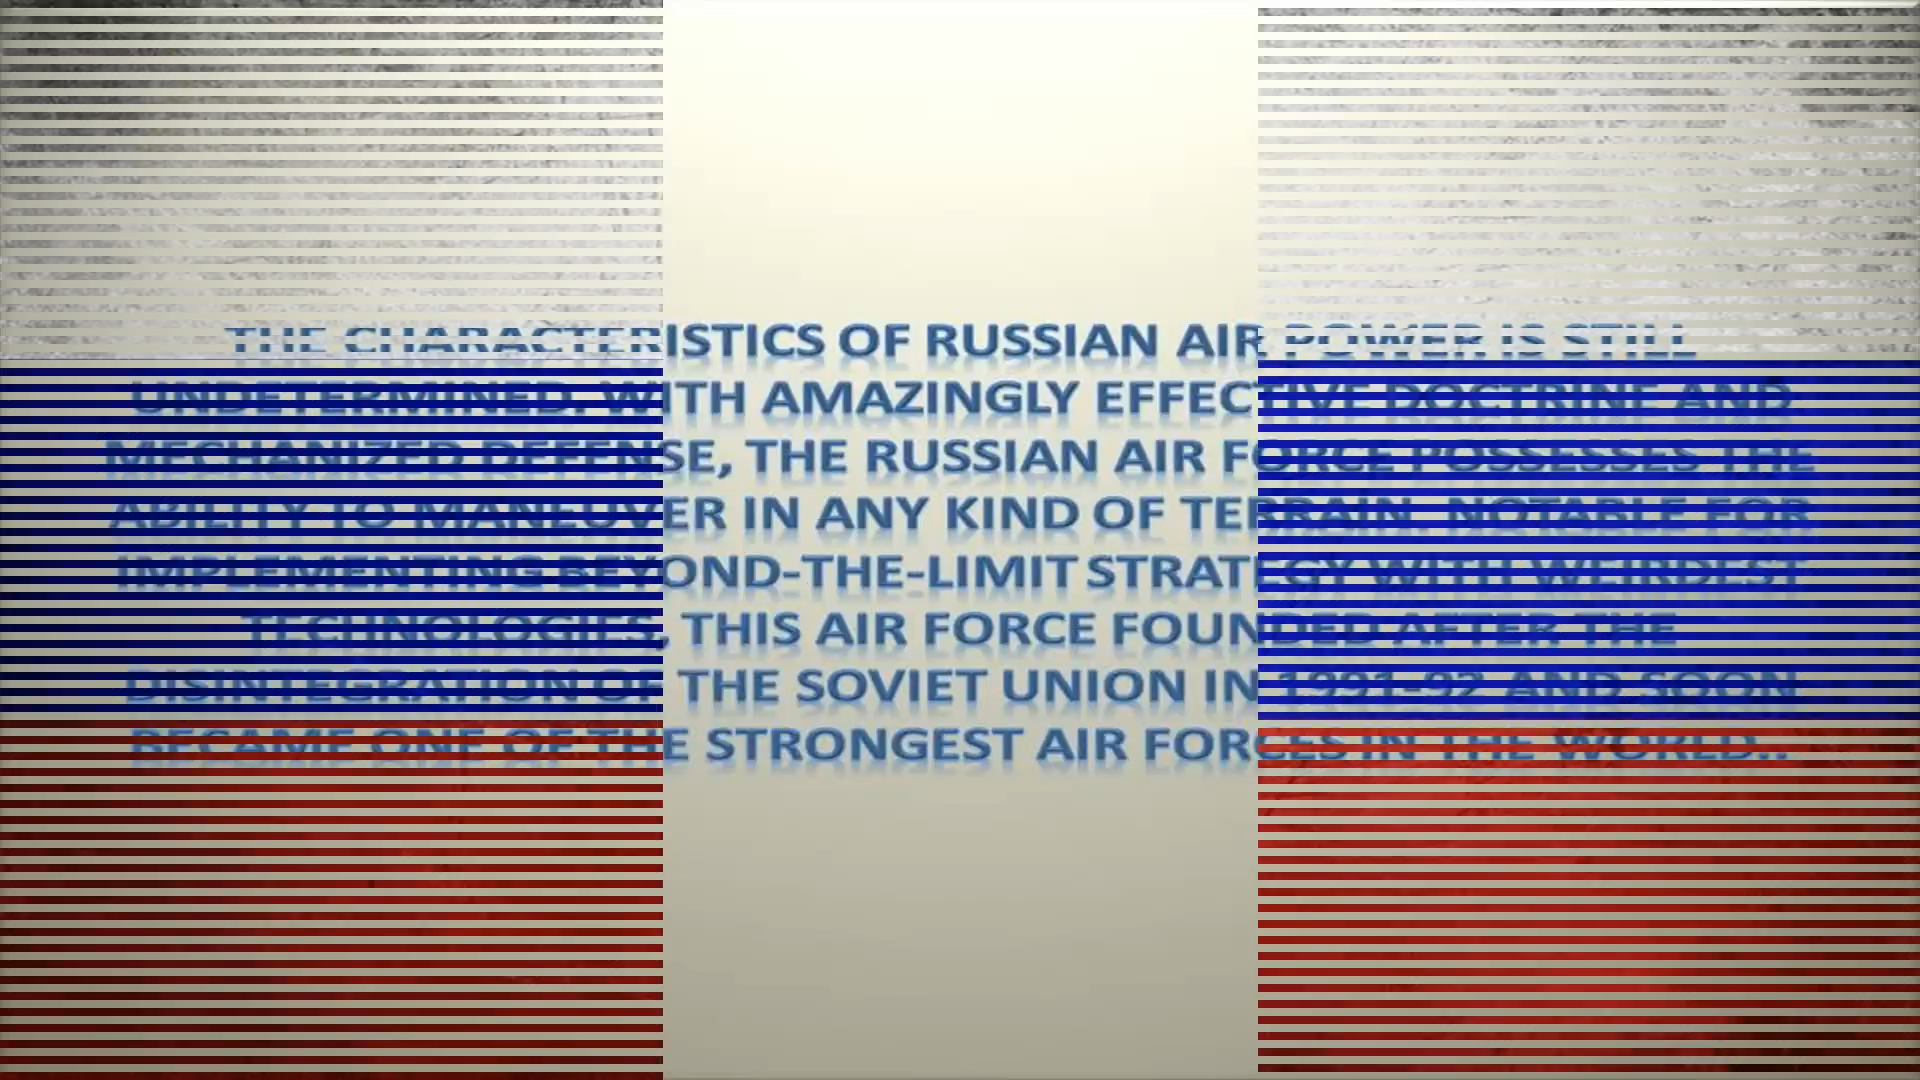 THE CHARACTERISTICS OF RUSSIAN AIR POWER IS STILL
UNDETERMINED. WITH AMAZINGLY EFFECTIVE DOCTRINE AND
MECHANIZED DEFENSE, THE RUSSIAN AIR FORCE POSSESSES THE
ABILITY TO MANEUVER IN ANY KIND OF TERRAIN. NOTABLE FOR
IMPLEMENTING BEYOND-THE-LIMIT STRATEGY WITH WEIRDEST
TECHNOLOGIES, THIS AIR FORCE FOUNDED AFTER THE
DISINTEGRATION OF THE SOVIET UNION IN 1991-92 AND SOON
BECAME ONE OF THE STRONGEST AIR FORCES IN THE WORLD..